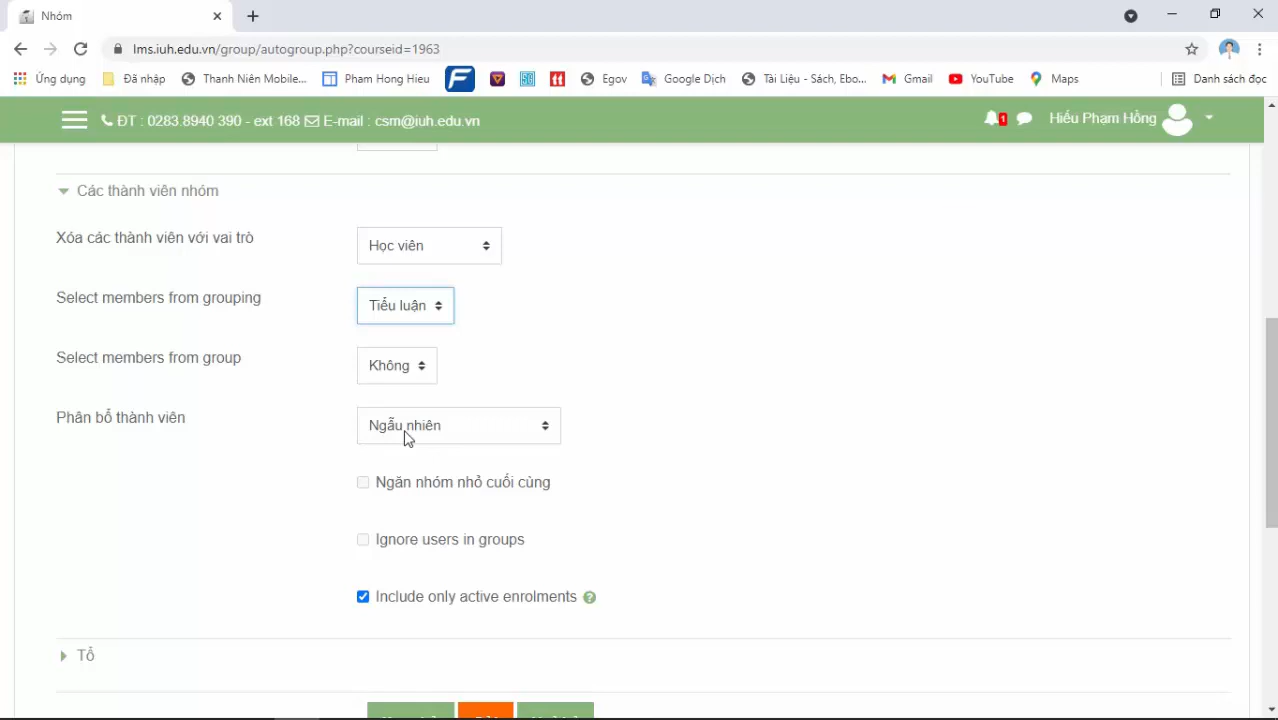 Nhóm
lms.iuh.edu.vn/group/autogroup.php?courseid=1963
Ứng dụng Đã nhập Thanh Niên Mobile... Pham Hong Hieu Egov Google Dịch Tài Liệu - Sách, Ebo... Gmail YouTube Maps Danh sách đọc
ĐT : 0283.8940 390 - ext 168 E-mail : csm@iuh.edu.vn 1 Hiếu Phạm Hồng
Các thành viên nhóm
Xóa các thành viên với vai trò Học viên
Select members from grouping Tiểu luận
Select members from group Không
Phân bổ thành viên Ngẫu nhiên
Ngăn nhóm nhỏ cuối cùng
Ignore users in groups
Include only active enrolments
Tổ